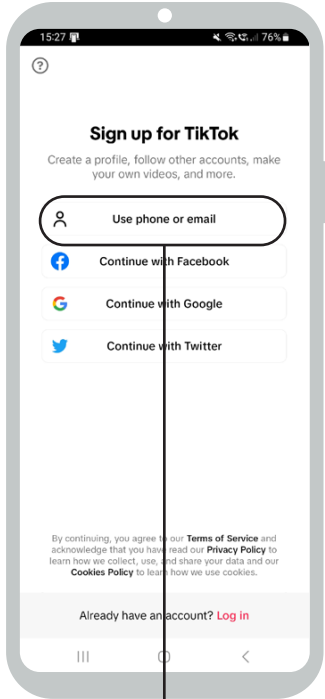 15:27 76%
?
Sign up for TikTok
Create a profile, follow other accounts, make
your own videos, and more.
Use phone or email
Continue with Facebook
Continue with Google
Continue with Twitter
By continuing, you agree to our Terms of Service and
acknowledge that you have read our Privacy Policy to
learn how we collect, use, and share your data and our
Cookies Policy to learn how we use cookies.
Already have an account? Log in